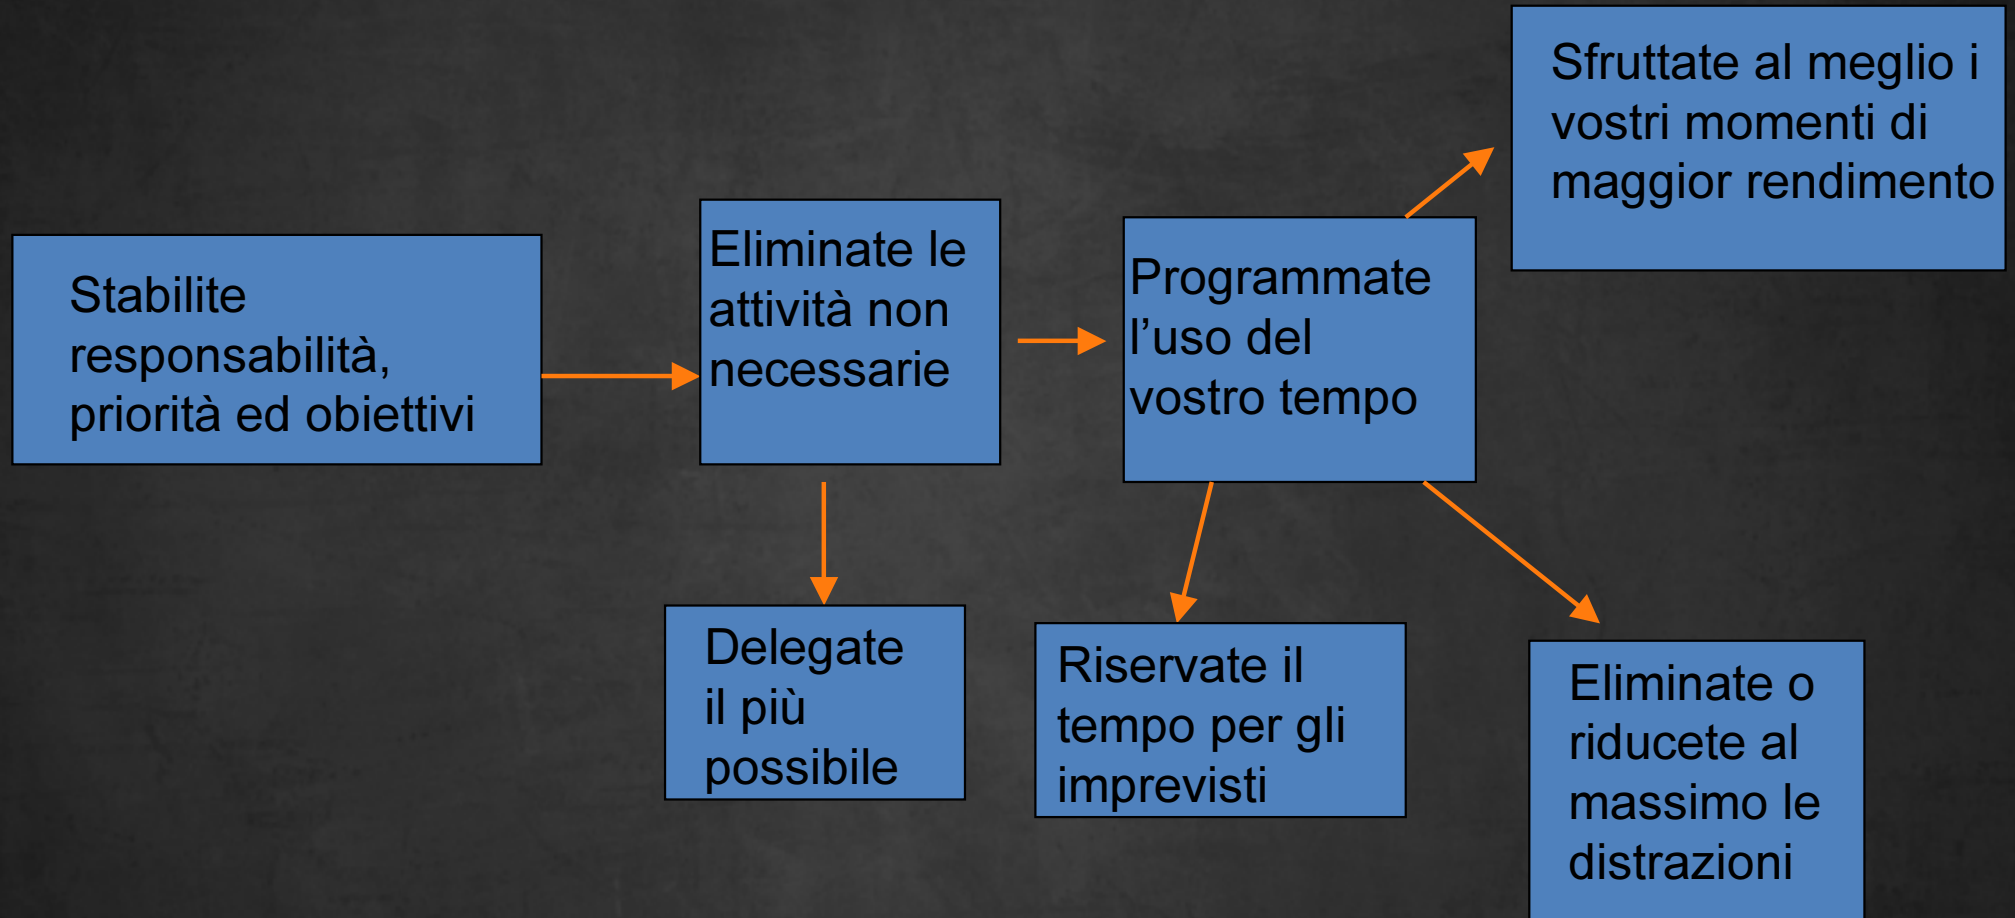 Stabilite
responsabilità,
priorità ed obiettivi
Eliminate le
attività non
necessarie
Programmate
l’uso del
vostro tempo
Sfruttate al meglio i
vostri momenti di
maggior rendimento
Delegate
il più
possibile
Riservate il
tempo per gli
imprevisti
Eliminate o
riducete al
massimo le
distrazioni